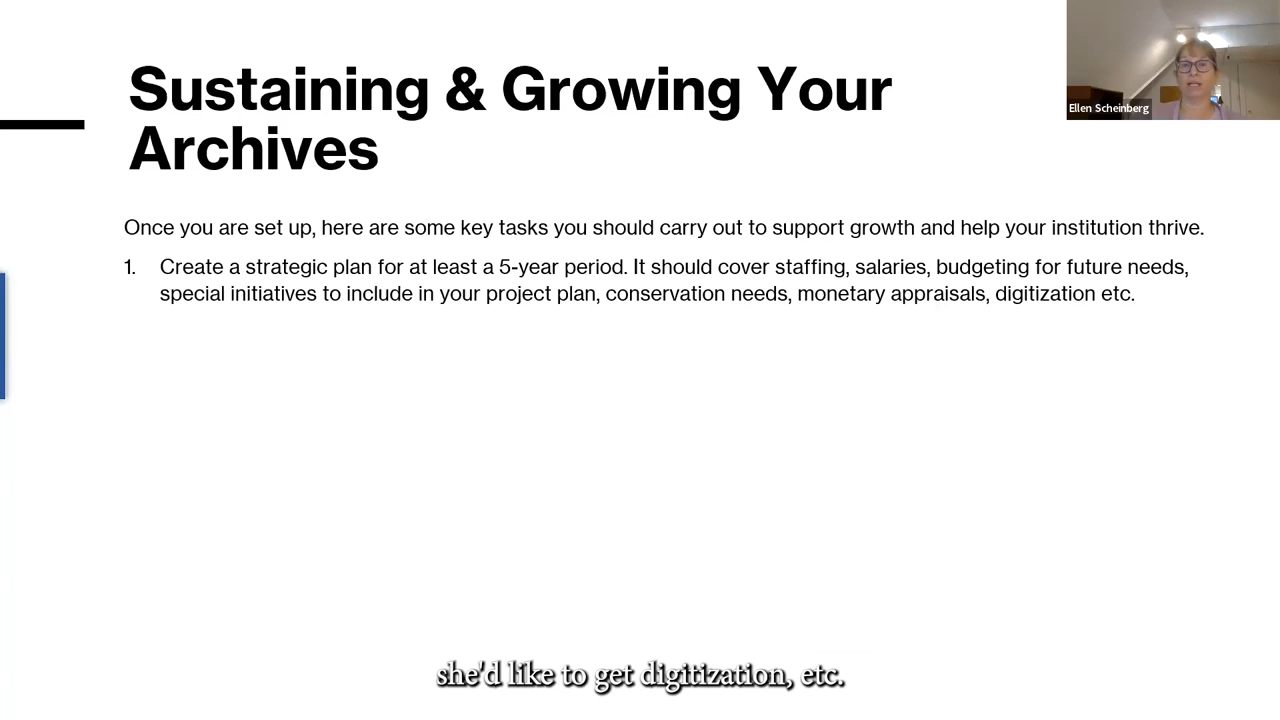 Sustaining & Growing Your
Archives
Ellen Scheinberg
Once you are set up, here are some key tasks you should carry out to support growth and help your institution thrive.
1. Create a strategic plan for at least a 5-year period. It should cover staffing, salaries, budgeting for future needs,
special initiatives to include in your project plan, conservation needs, monetary appraisals, digitization etc.
she'd like to get digitization, etc.